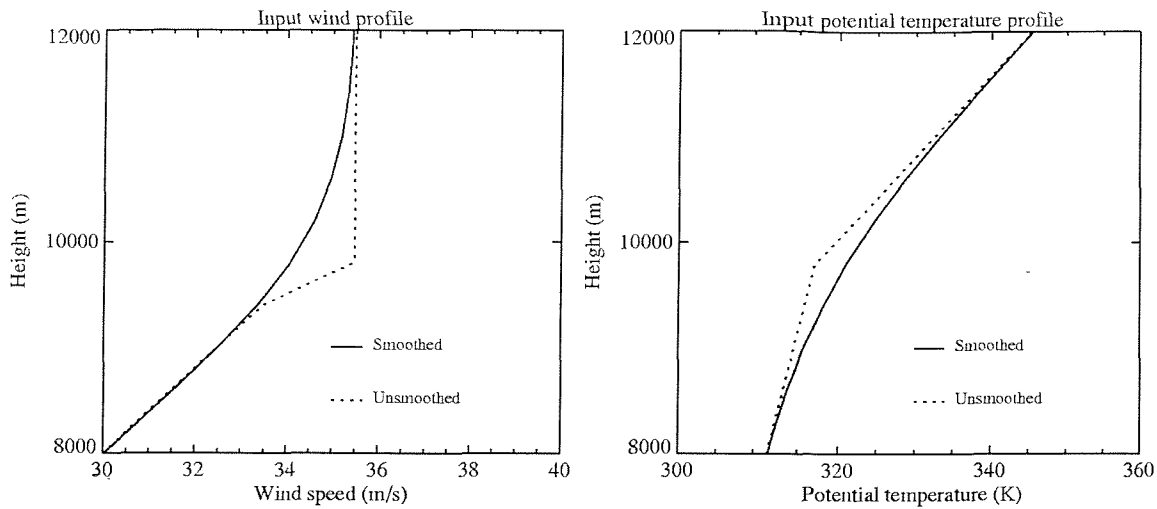 Input wind profile
12000
10000
8000
Height (m)
Smoothed
Unsmoothed
30
32
34
36
38
40
Wind speed (m/s)
Input potential temperature profile
12000
10000
8000
Height (m)
Smoothed
Unsmoothed
300
320
340
360
Potential temperature (K)